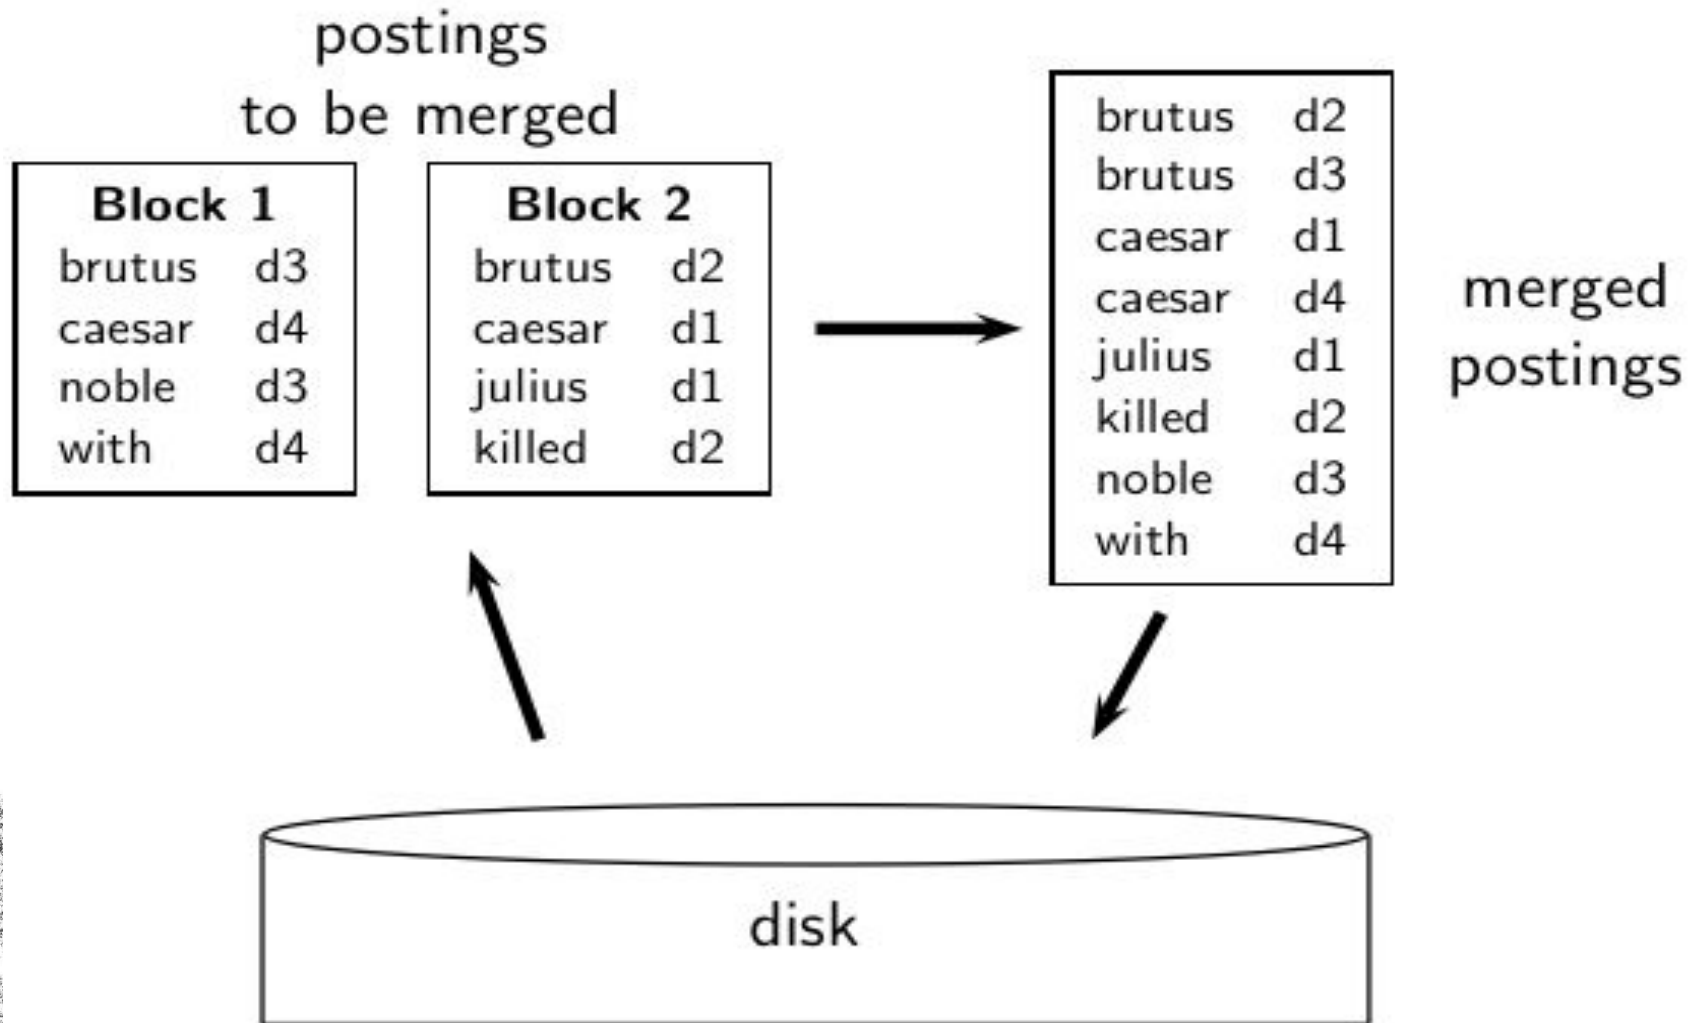 postings
to be merged
Block 1
brutus d3
caesar d4
noble d3
with d4
Block 2
brutus d2
caesar d1
julius d1
killed d2
brutus d2
brutus d3
caesar d1
caesar d4
julius d1
killed d2
noble d3
with d4
merged
postings
disk